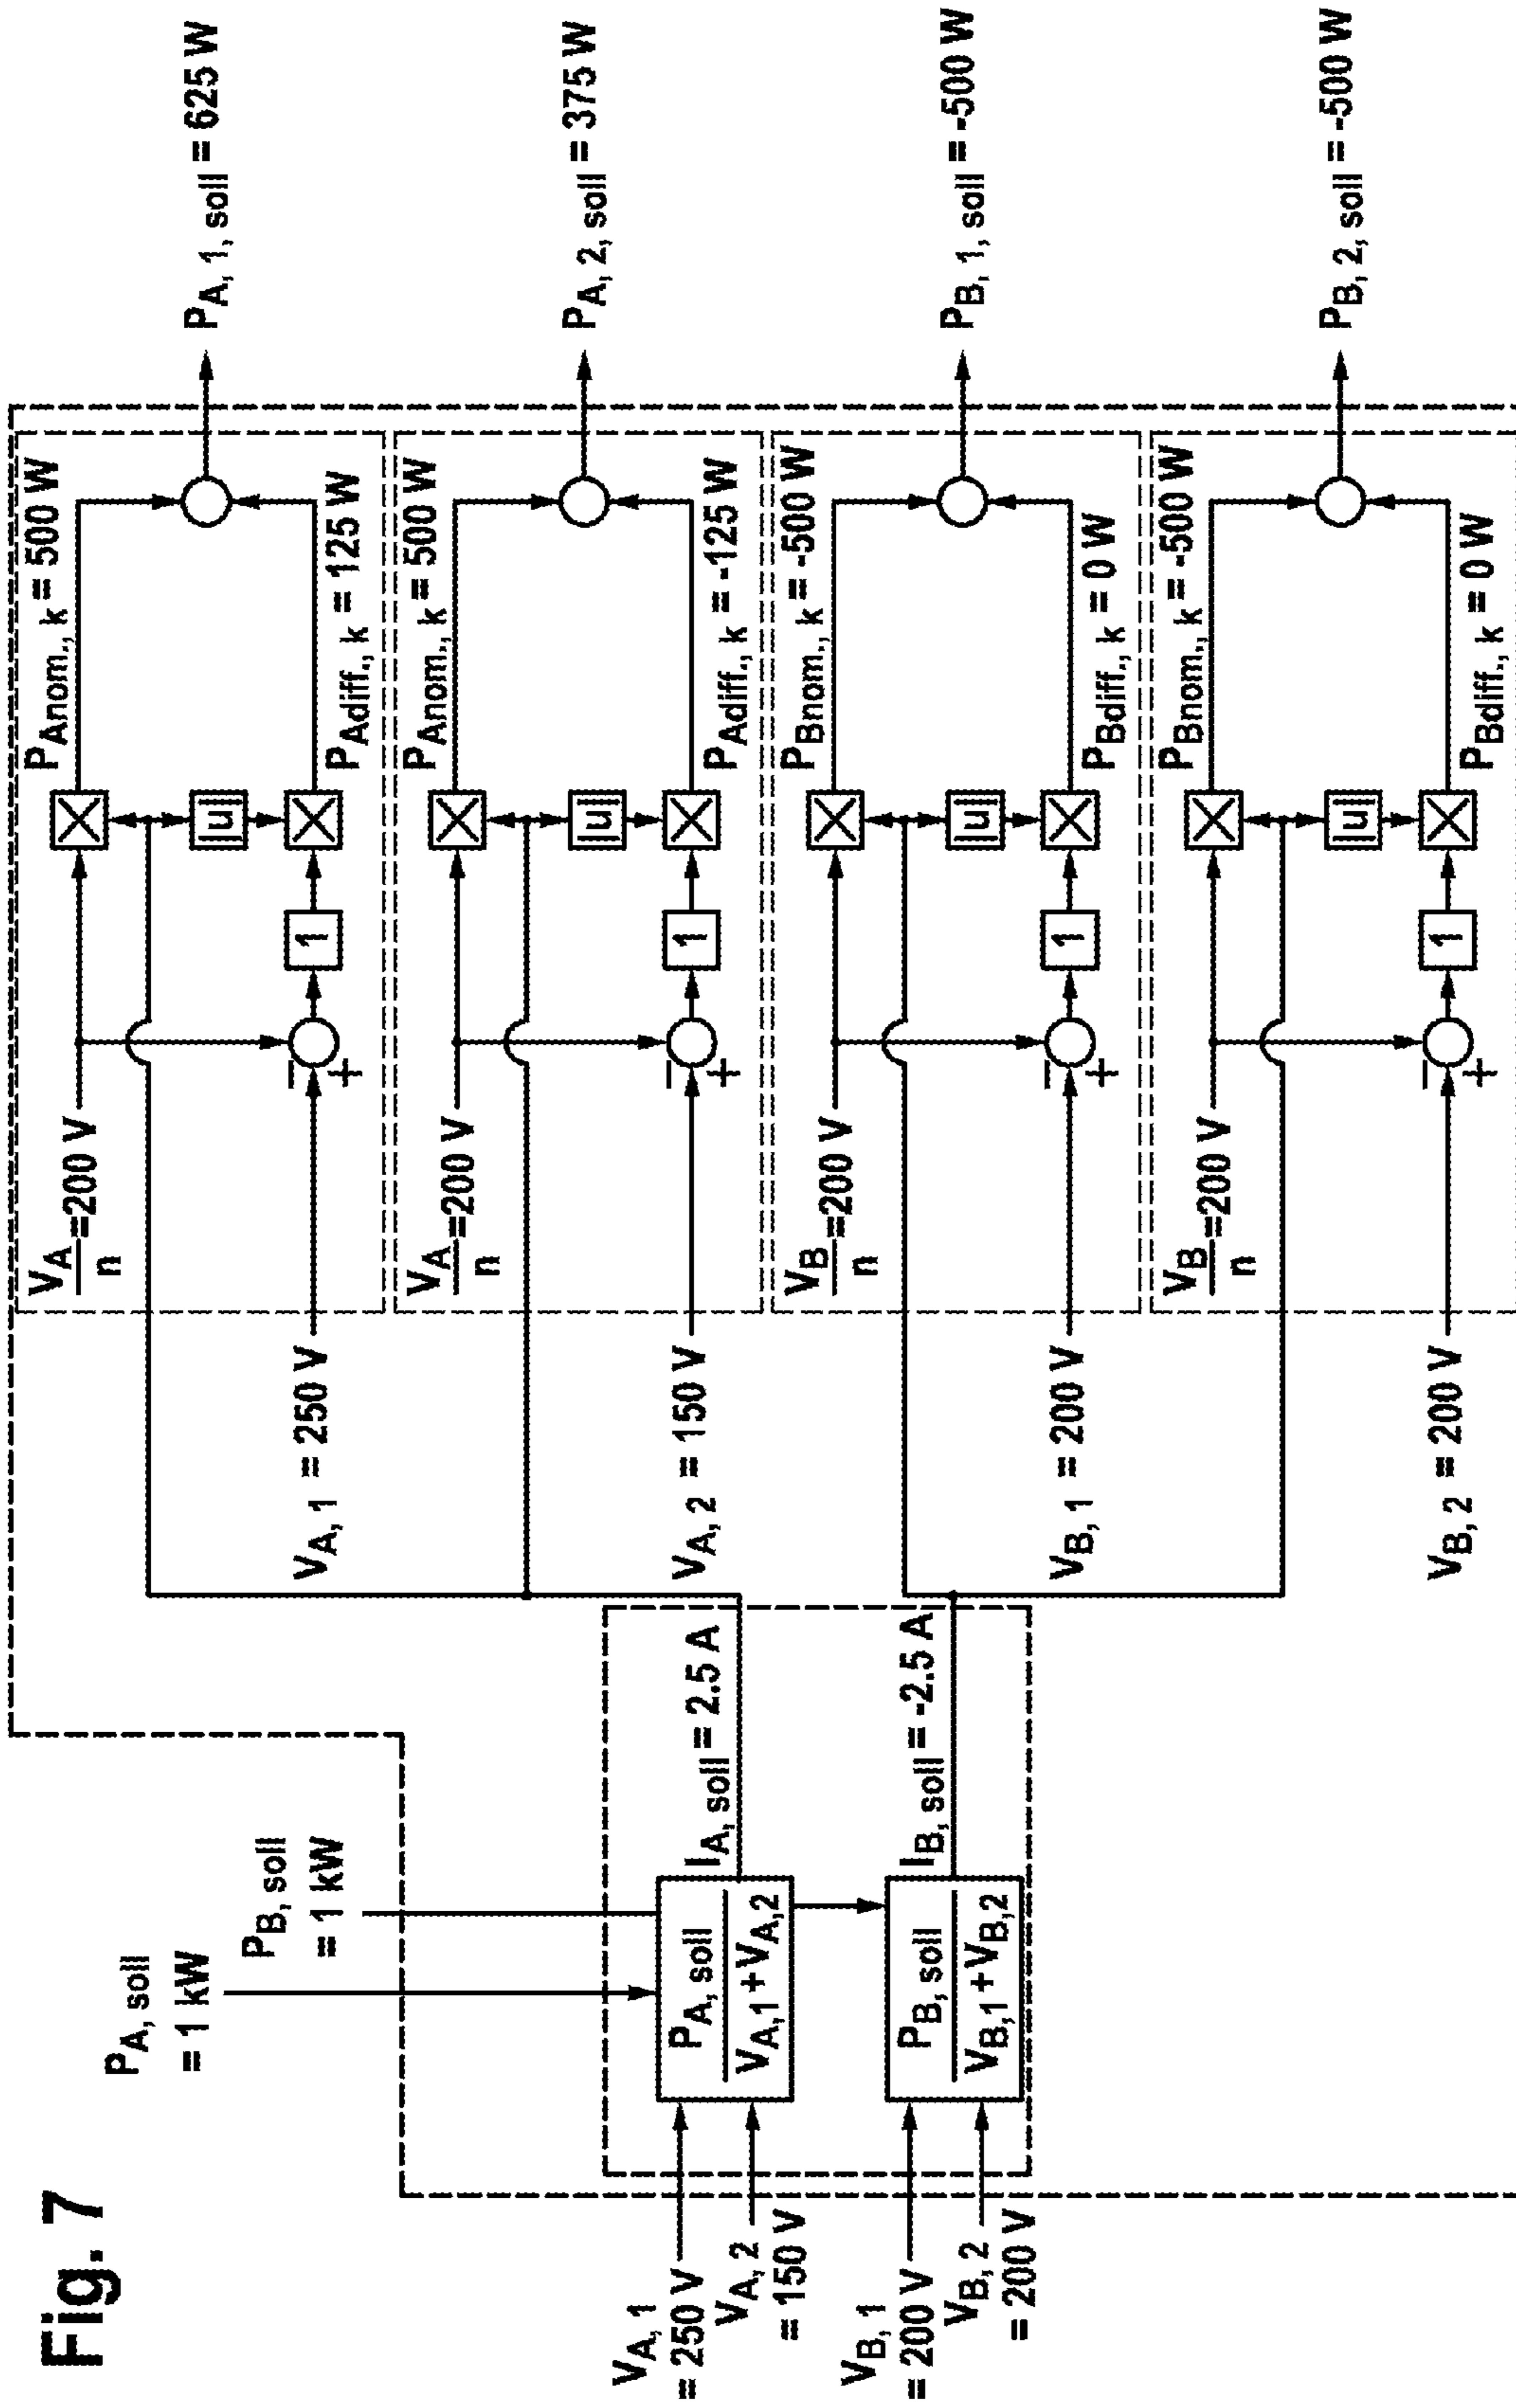 Fig. 7
P_A, soll
= 1 kW
P_B, soll
= 1 kW
V_A, 1
= 250 V
V_A, 2
= 150 V
V_B, 1
= 200 V
V_B, 2
= 200 V
P_A, soll
V_A,1 + V_A,2
I_A, soll = 2.5 A
P_B, soll
V_B,1 + V_B,2
I_B, soll = -2.5 A
V_A
n
=200 V
P_Anom., k = 500 W
|u|
1
− +
V_A, 1 = 250 V
P_Adiff., k = 125 W
P_A, 1, soll = 625 W
V_A
n
=200 V
P_Anom., k = 500 W
|u|
1
− +
V_A, 2 = 150 V
P_Adiff., k = -125 W
P_A, 2, soll = 375 W
V_B
n
=200 V
P_Bnom., k = -500 W
|u|
1
− +
V_B, 1 = 200 V
P_Bdiff., k = 0 W
P_B, 1, soll = -500 W
V_B
n
=200 V
P_Bnom., k = -500 W
|u|
1
− +
V_B, 2 = 200 V
P_Bdiff., k = 0 W
P_B, 2, soll = -500 W